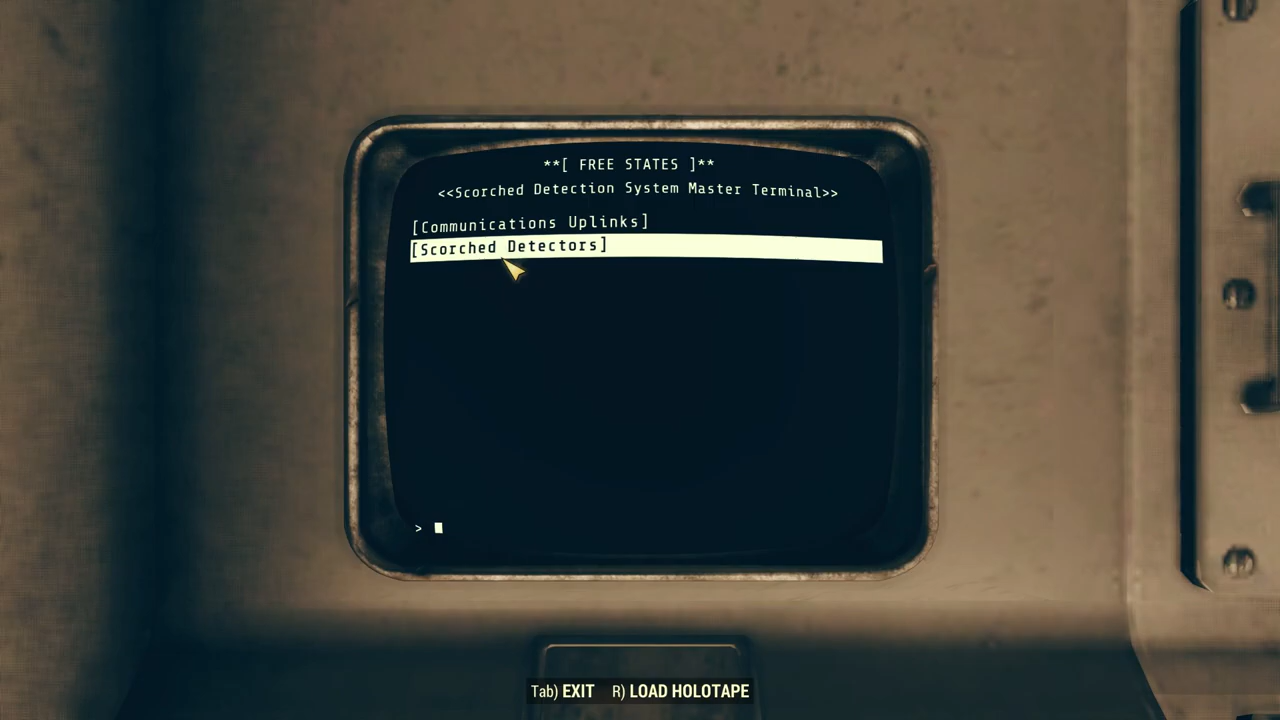 **[ FREE STATES ]**
<<Scorched Detection System Master Terminal>>
[Communications Uplinks]
[Scorched Detectors]
>
Tab) EXIT R) LOAD HOLOTAPE